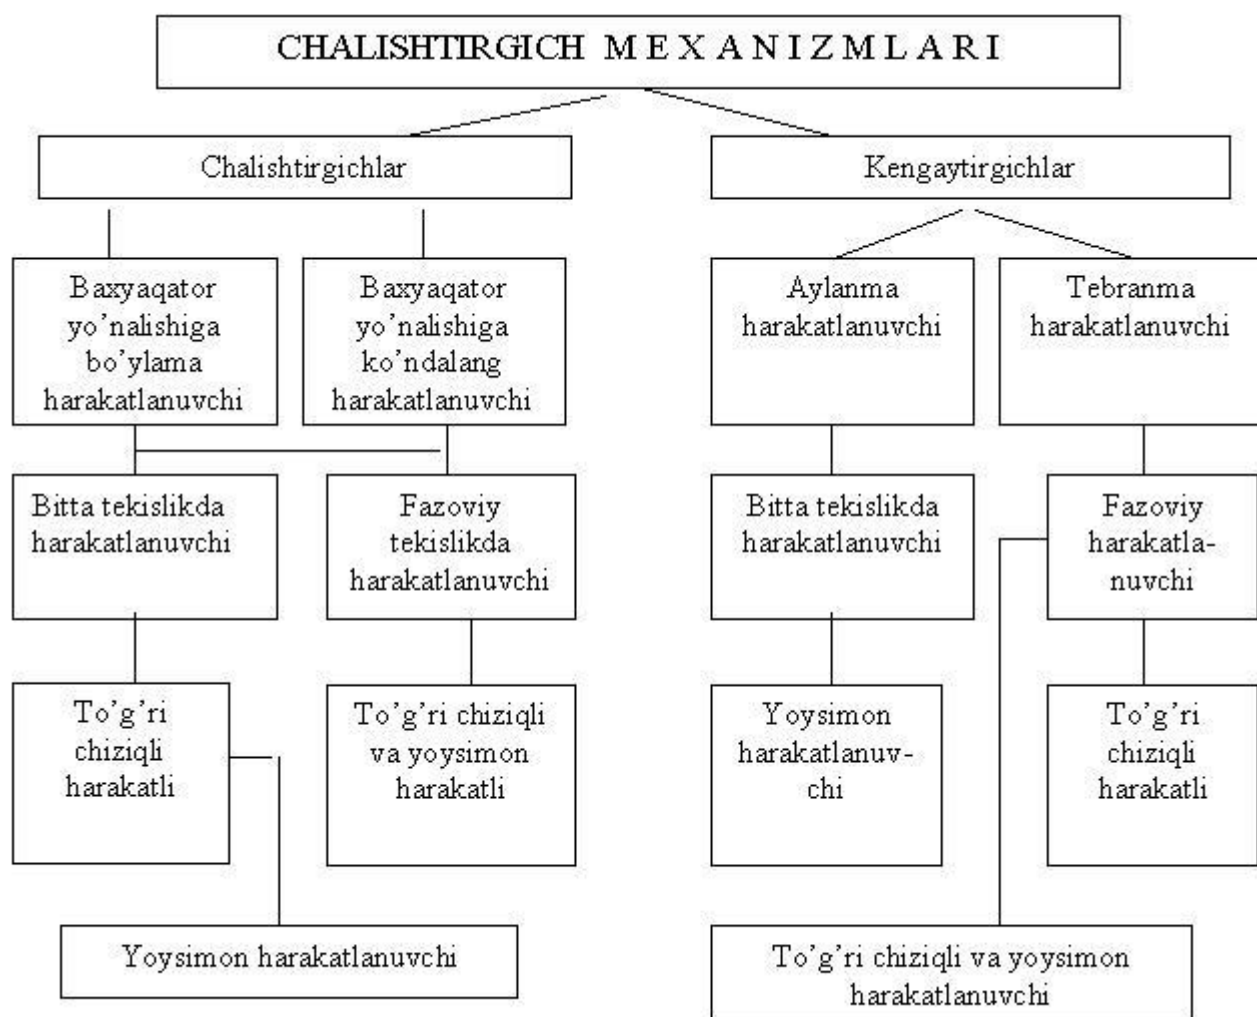 CHALISHTIRGICH M E X A N I Z M L A R I
Chalishtirgichlar
Kengaytirgichlar
Baxyaqator
yo’nalishiga
bo’ylama
harakatlanuvchi
Baxyaqator
yo’nalishiga
ko’ndalang
harakatlanuvchi
Aylanma
harakatlanuvchi
Tebranma
harakatlanuvchi
Bitta tekislikda
harakatlanuvchi
Fazoviy
tekislikda
harakatlanuvchi
Bitta tekislikda
harakatlanuvchi
Fazoviy
harakatla-
nuvchi
To’g’ri
chiziqli
harakatli
To’g’ri chiziqli
va yoysimon
harakatli
Yoysimon
harakatlanuv-
chi
To’g’ri
chiziqli
harakatli
Yoysimon harakatlanuvchi
To’g’ri chiziqli va yoysimon
harakatlanuvchi